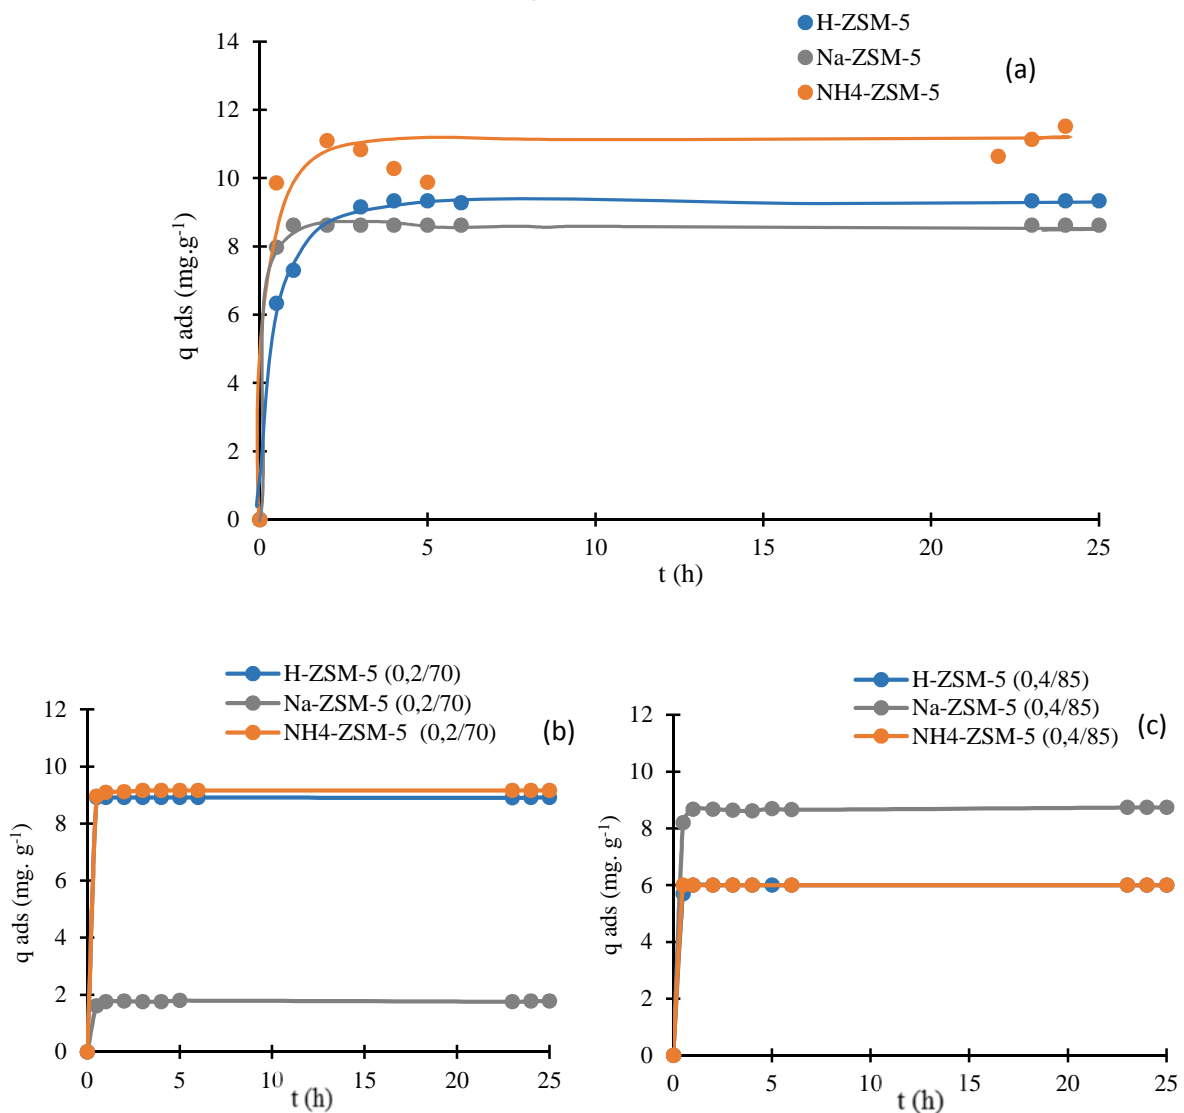 H-ZSM-5
Na-ZSM-5
NH4-ZSM-5
(a)
14
12
10
8
6
4
2
0
q ads (mg.g-1)
0 5 10 15 20 25
t (h)
H-ZSM-5 (0,2/70)
Na-ZSM-5 (0,2/70)
NH4-ZSM-5 (0,2/70)
(b)
12
10
8
6
4
2
0
q ads (mg. g-1)
0 5 10 15 20 25
t (h)
H-ZSM-5 (0,4/85)
Na-ZSM-5 (0,4/85)
NH4-ZSM-5 (0,4/85)
(c)
12
10
8
6
4
2
0
q ads (mg. g-1)
0 5 10 15 20 25
t (h)